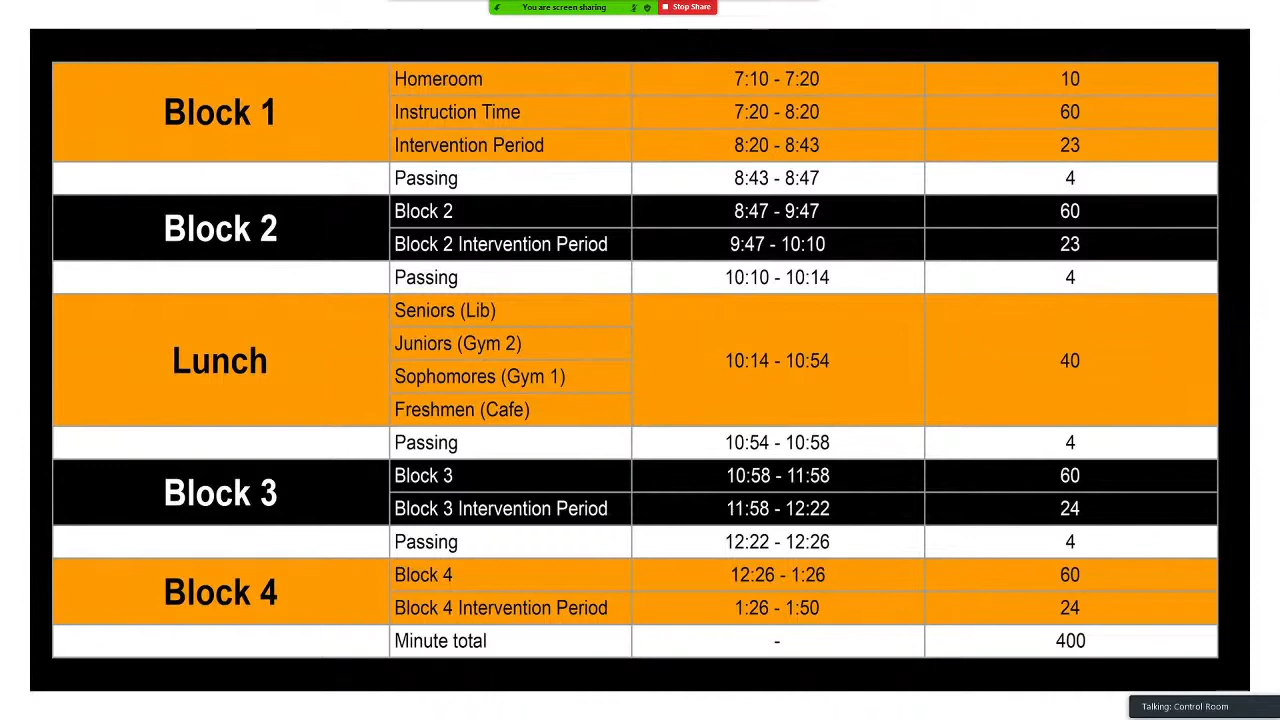 You are screen sharing Stop Share
Block 1
Homeroom 7:10 - 7:20 10
Instruction Time 7:20 - 8:20 60
Intervention Period 8:20 - 8:43 23
Passing 8:43 - 8:47 4
Block 2
Block 2 8:47 - 9:47 60
Block 2 Intervention Period 9:47 - 10:10 23
Passing 10:10 - 10:14 4
Lunch
Seniors (Lib)
Juniors (Gym 2)
Sophomores (Gym 1)
Freshmen (Cafe)
10:14 - 10:54 40
Passing 10:54 - 10:58 4
Block 3
Block 3 10:58 - 11:58 60
Block 3 Intervention Period 11:58 - 12:22 24
Passing 12:22 - 12:26 4
Block 4
Block 4 12:26 - 1:26 60
Block 4 Intervention Period 1:26 - 1:50 24
Minute total - 400
Talking: Control Room